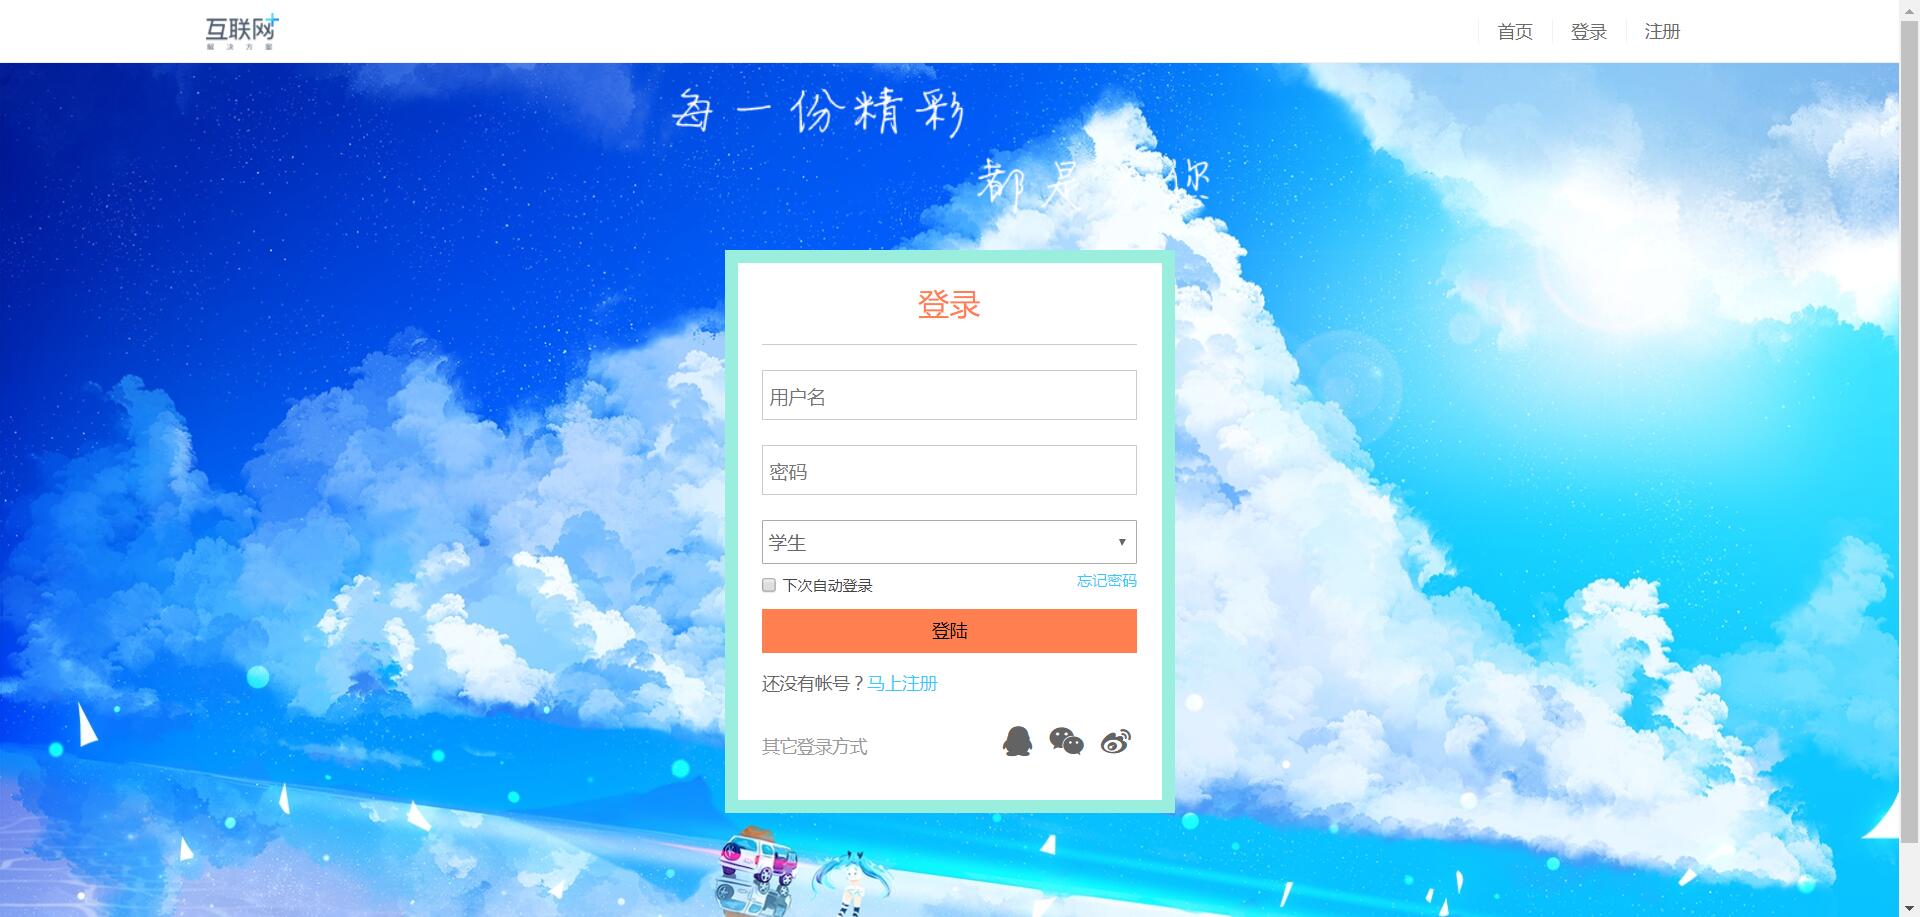 互联网+
解决方案
首页 登录 注册
每一份精彩
都是 你
登录
用户名
密码
学生
下次自动登录 忘记密码
登陆
还没有帐号？马上注册
其它登录方式